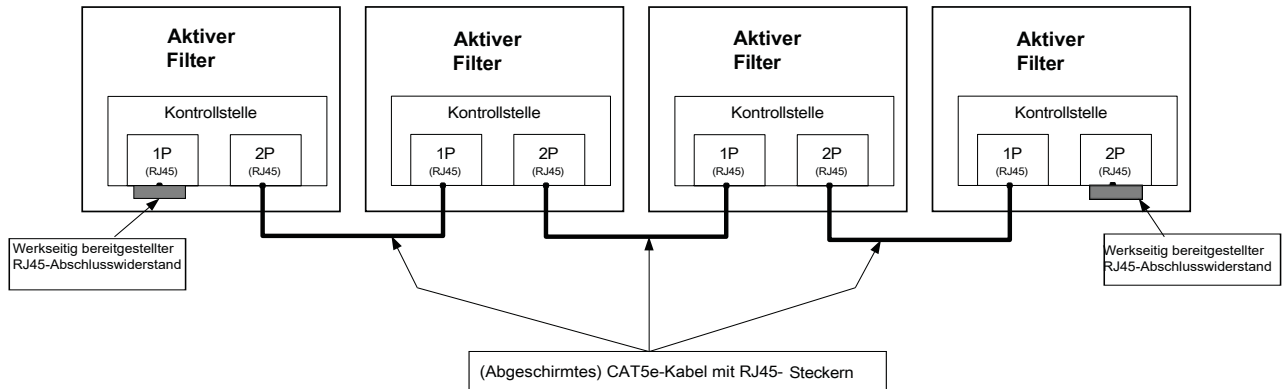 Aktiver
Filter
Aktiver
Filter
Aktiver
Filter
Aktiver
Filter
Kontrollstelle
Kontrollstelle
Kontrollstelle
Kontrollstelle
1P
(RJ45)
2P
(RJ45)
1P
(RJ45)
2P
(RJ45)
1P
(RJ45)
2P
(RJ45)
1P
(RJ45)
2P
(RJ45)
Werkseitig bereitgestellter
RJ45-Abschlusswiderstand
Werkseitig bereitgestellter
RJ45-Abschlusswiderstand
(Abgeschirmtes) CAT5e-Kabel mit RJ45- Steckern